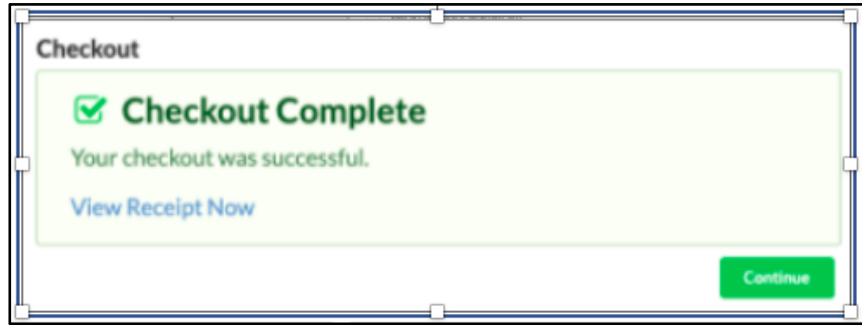 Checkout
Checkout Complete
Your checkout was successful.
View Receipt Now
Continue